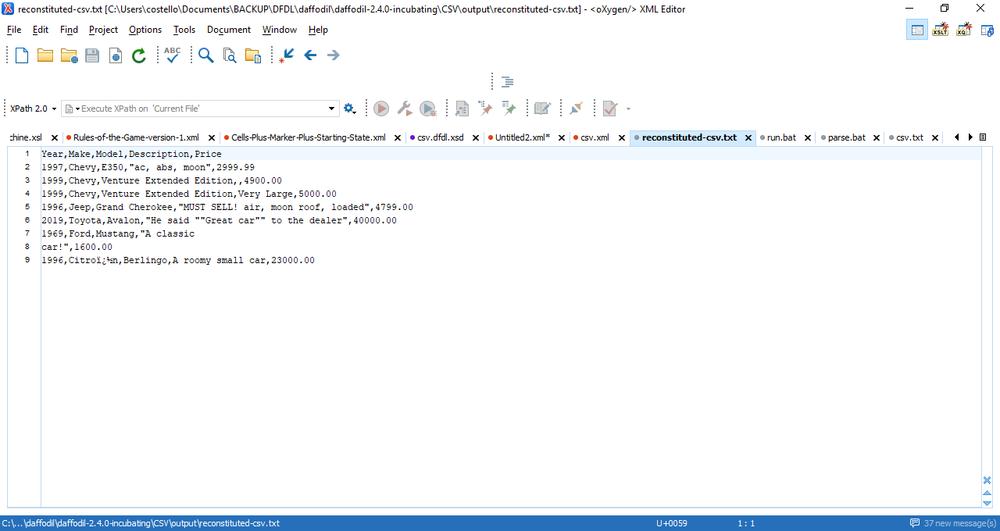 reconstituted-csv.txt [C:\Users\costello\Documents\BACKUP\DFDL\daffodil\daffodil-2.4.0-incubating\CSV\output\reconstituted-csv.txt] - <oXygen/> XML Editor
File Edit Find Project Options Tools Document Window Help
XSLT XQ
ABC
XPath 2.0 Execute XPath on 'Current File'
chine.xsl Rules-of-the-Game-version-1.xml Cells-Plus-Marker-Plus-Starting-State.xml csv.dfdl.xsd Untitled2.xml* csv.xml reconstituted-csv.txt run.bat parse.bat csv.txt
1 Year,Make,Model,Description,Price
2 1997,Chevy,E350,"ac, abs, moon",2999.99
3 1999,Chevy,Venture Extended Edition,,4900.00
4 1999,Chevy,Venture Extended Edition,Very Large,5000.00
5 1996,Jeep,Grand Cherokee,"MUST SELL! air, moon roof, loaded",4799.00
6 2019,Toyota,Avalon,"He said ""Great car"" to the dealer",40000.00
7 1969,Ford,Mustang,"A classic
8 car!",1600.00
9 1996,Citroï¿½n,Berlingo,A roomy small car,23000.00
C:\...\daffodil\daffodil-2.4.0-incubating\CSV\output\reconstituted-csv.txt U+0059 1 : 1 37 new message(s)